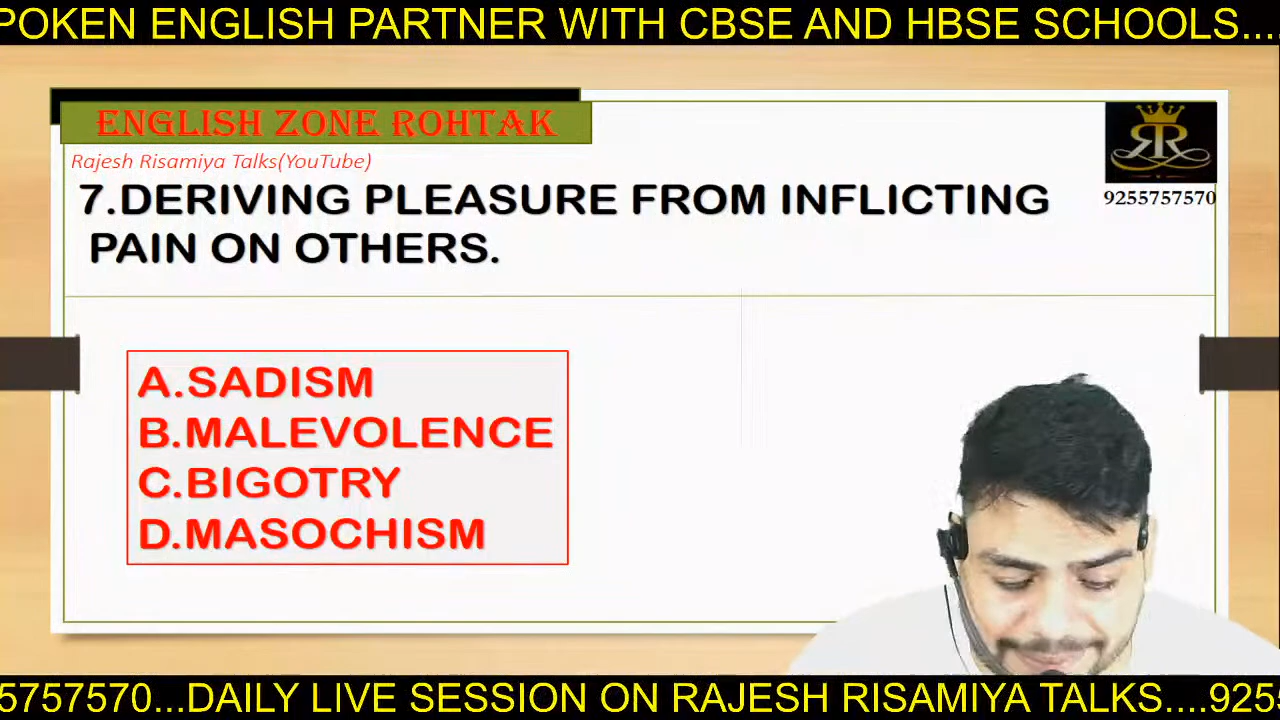 POKEN ENGLISH PARTNER WITH CBSE AND HBSE SCHOOLS....
ENGLISH ZONE ROHTAK
Rajesh Risamiya Talks(YouTube)
RR
9255757570
7.DERIVING PLEASURE FROM INFLICTING
PAIN ON OTHERS.
A.SADISM
B.MALEVOLENCE
C.BIGOTRY
D.MASOCHISM
5757570...DAILY LIVE SESSION ON RAJESH RISAMIYA TALKS....925